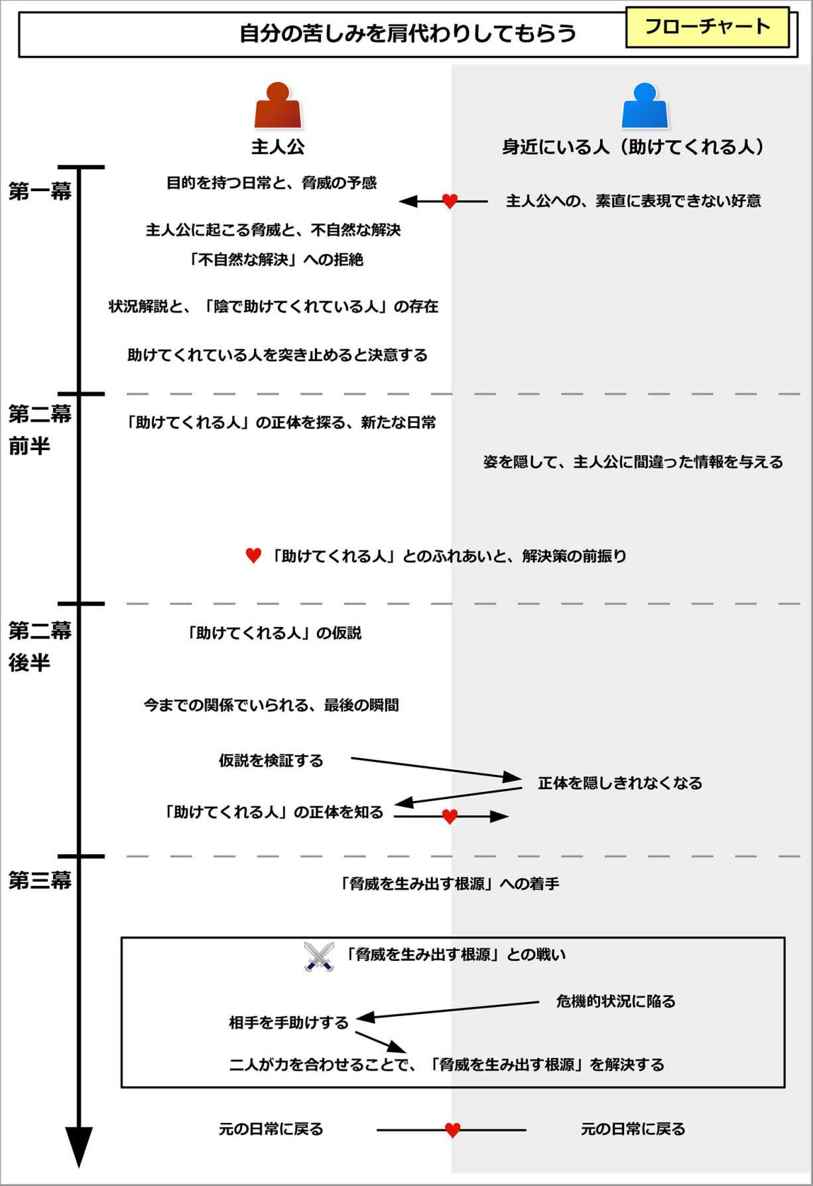 自分の苦しみを肩代わりしてもらう
フローチャート
主人公
身近にいる人（助けてくれる人）
第一幕
目的を持つ日常と、脅威の予感
主人公への、素直に表現できない好意
主人公に起こる脅威と、不自然な解決
「不自然な解決」への拒絶
状況解説と、「陰で助けてくれている人」の存在
助けてくれている人を突き止めると決意する
第二幕
前半
「助けてくれる人」の正体を探る、新たな日常
姿を隠して、主人公に間違った情報を与える
「助けてくれる人」とのふれあいと、解決策の前振り
第二幕
後半
「助けてくれる人」の仮説
今までの関係でいられる、最後の瞬間
仮説を検証する
正体を隠しきれなくなる
「助けてくれる人」の正体を知る
第三幕
「脅威を生み出す根源」への着手
「脅威を生み出す根源」との戦い
危機的状況に陥る
相手を手助けする
二人が力を合わせることで、「脅威を生み出す根源」を解決する
元の日常に戻る
元の日常に戻る